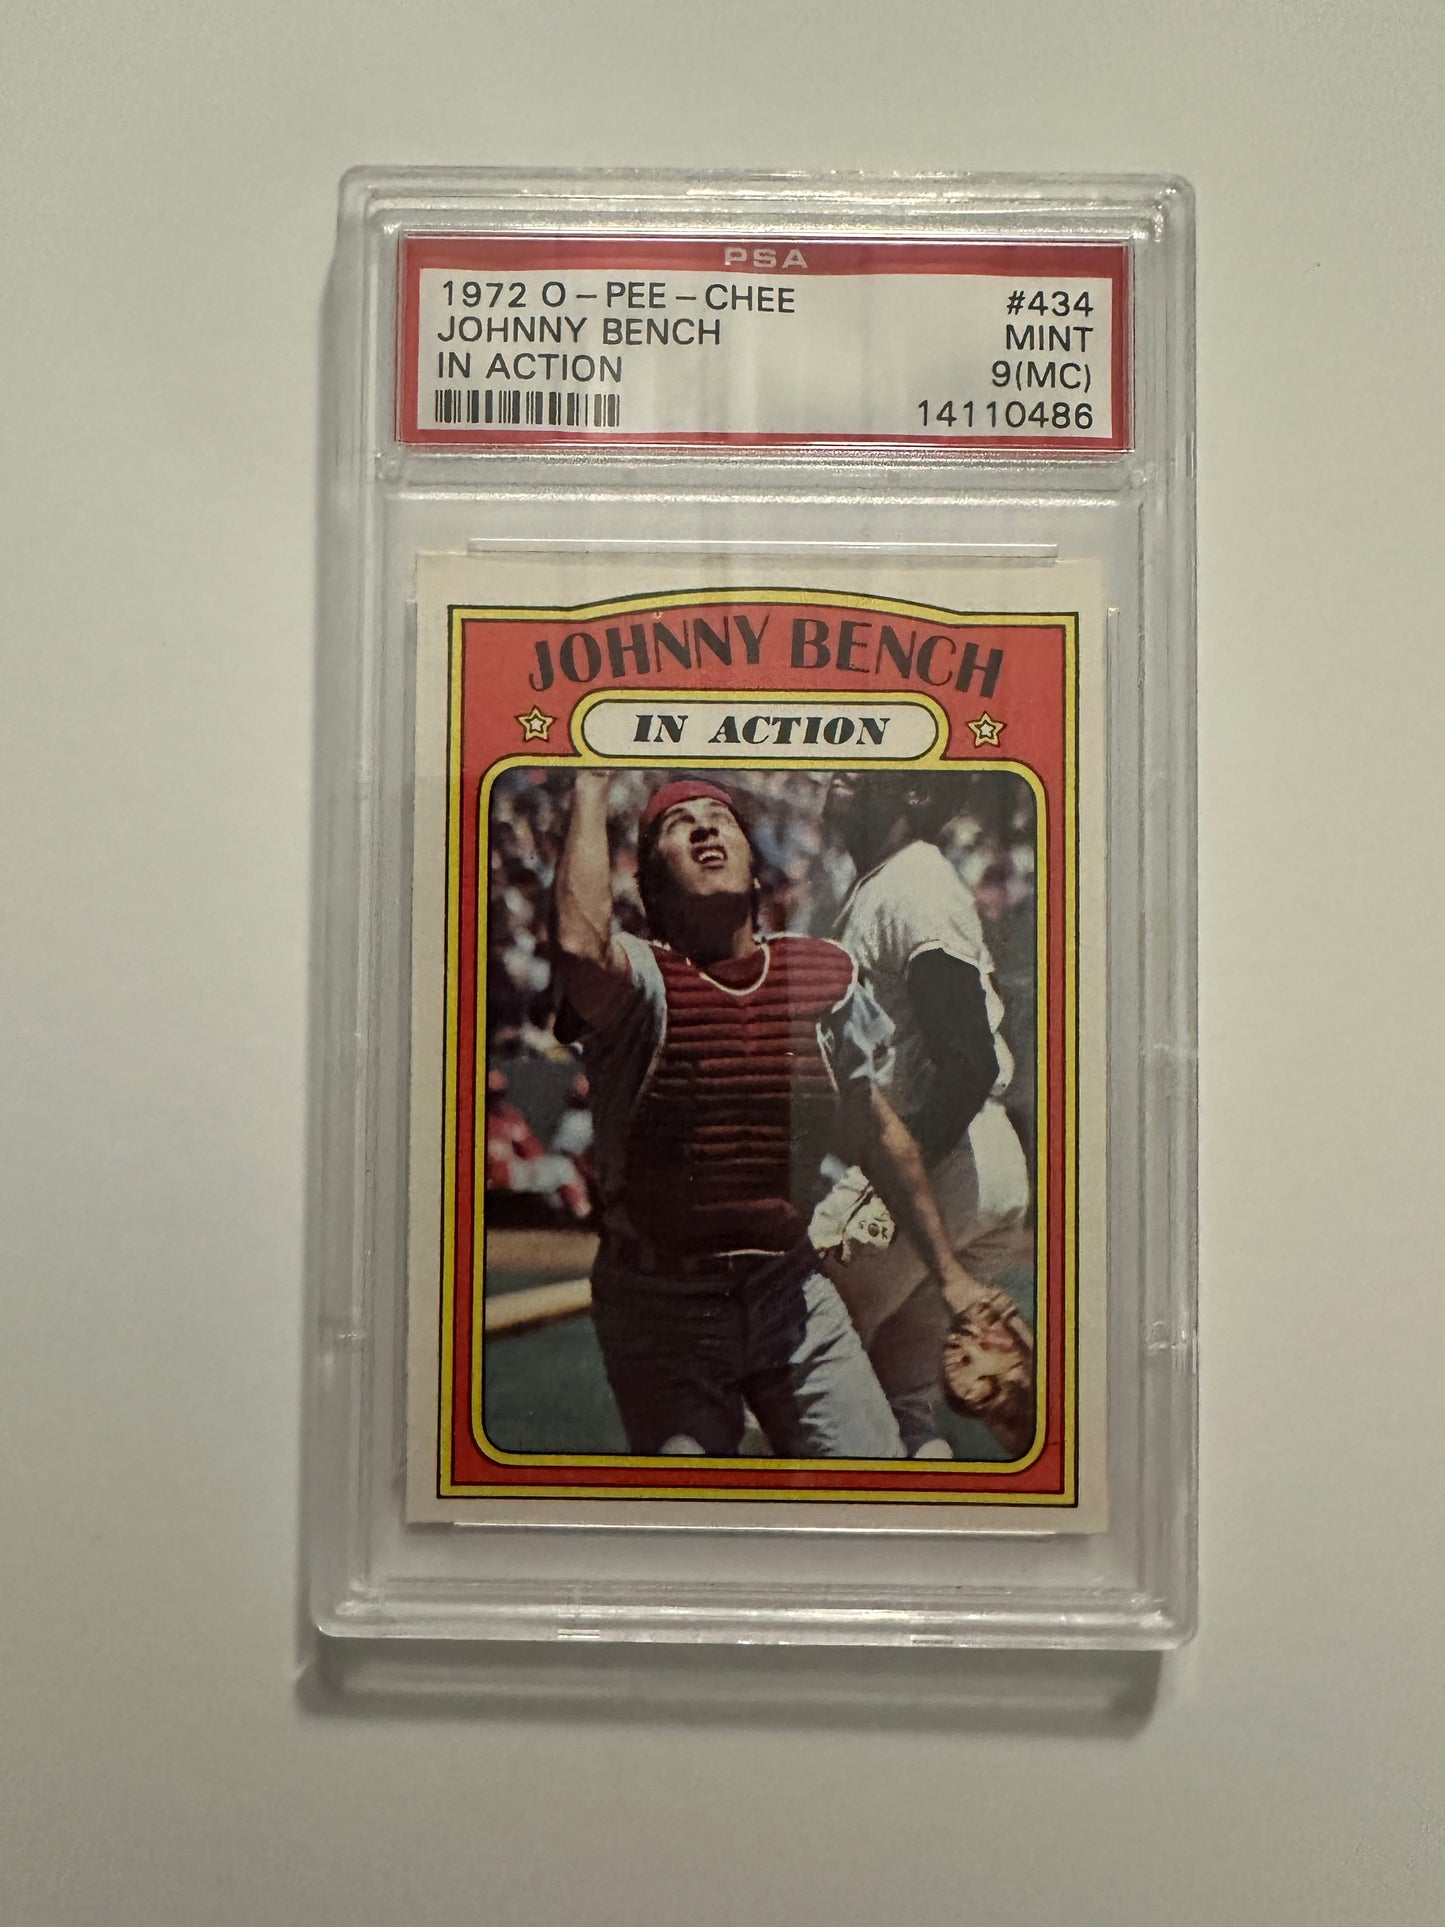 PSA
1972 O-PEE-CHEE #434
JOHNNY BENCH MINT
IN ACTION 9(MC)
14110486
JOHNNY BENCH
IN ACTION